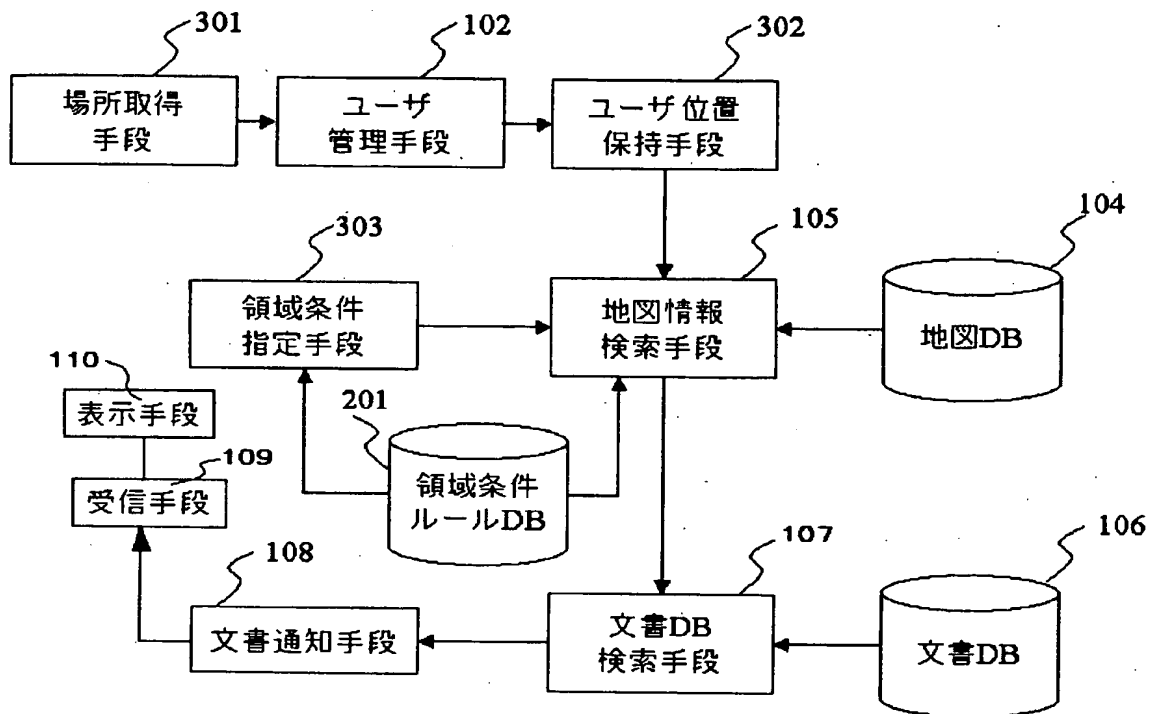 301
102
302
場所取得
手段
ユーザ
管理手段
ユーザ位置
保持手段
303
105
104
領域条件
指定手段
地図情報
検索手段
地図DB
110
表示手段
201
109
受信手段
領域条件
ルールDB
108
107
106
文書通知手段
文書DB
検索手段
文書DB